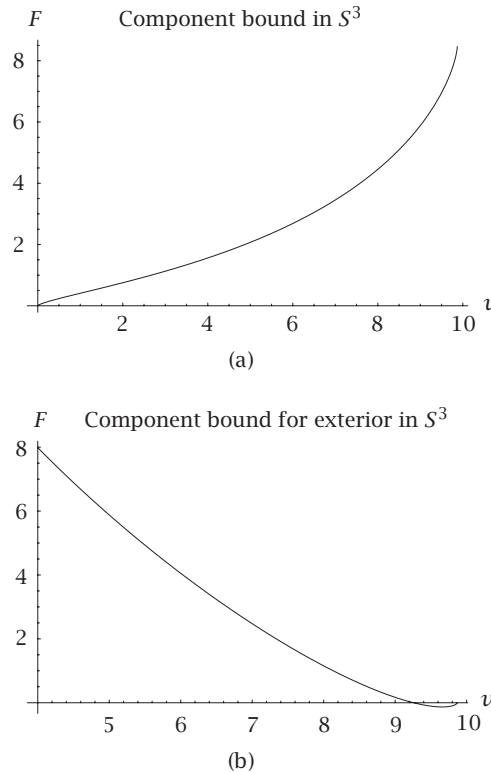 F Component bound in S³
8
6
4
2
2 4 6 8 10 v
(a)
F Component bound for exterior in S³
8
6
4
2
5 6 7 8 9 10 v
(b)